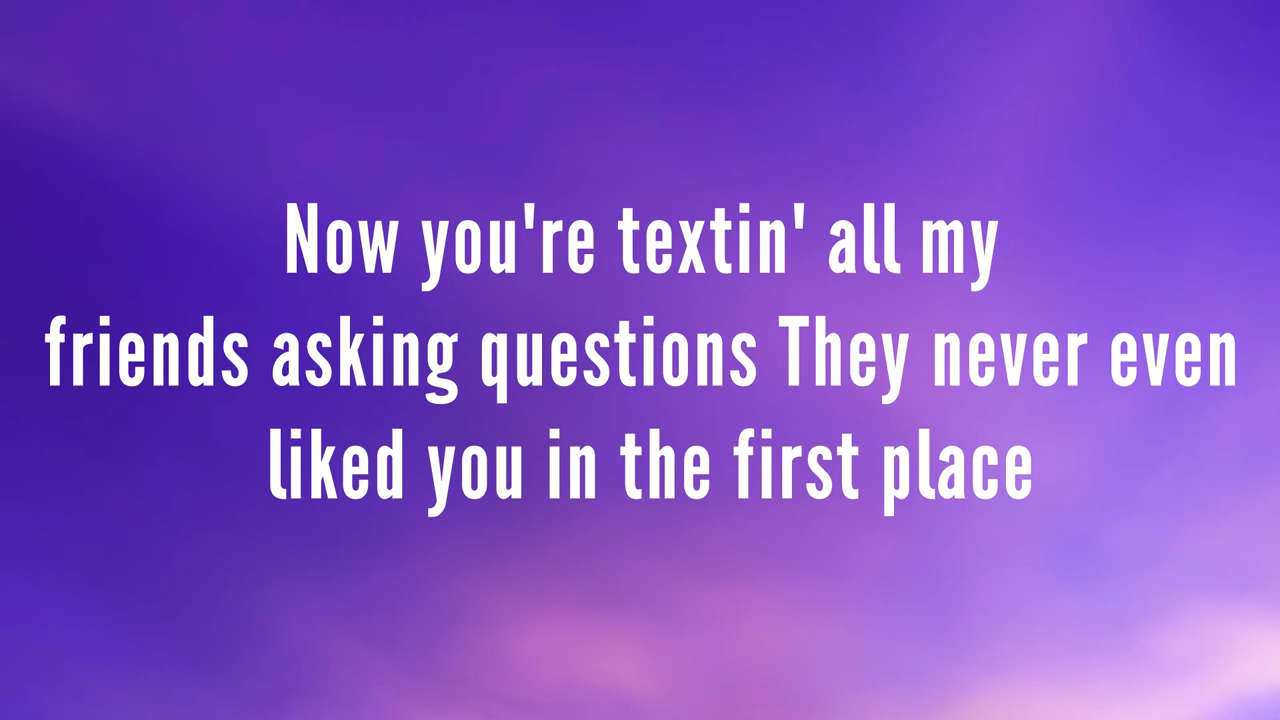 Now you're textin' all my
friends asking questions They never even
liked you in the first place